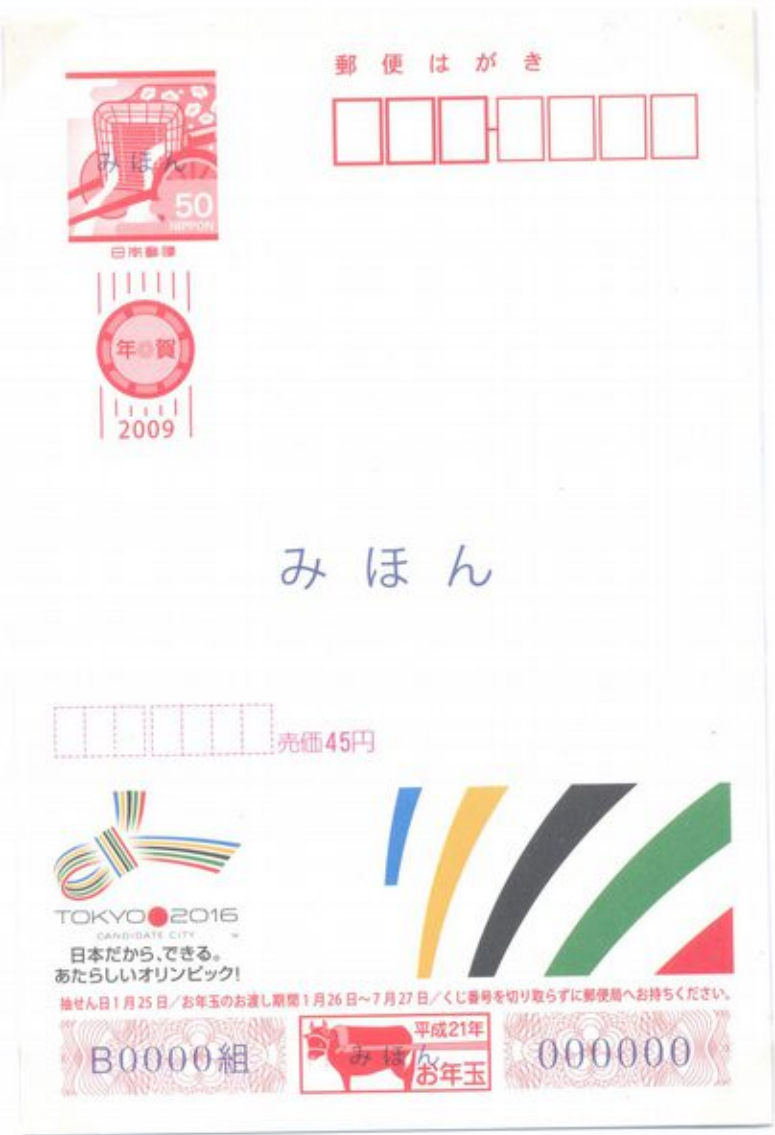 郵便はがき
みほん
50
NIPPON
日本郵便
年賀
2009
みほん
売価45円
TOKYO 2016
CANDIDATE CITY
TM
日本だから、できる。
あたらしいオリンピック!
抽せん日1月25日/お年玉のお渡し期間1月26日~7月27日/くじ番号を切り取らずに郵便局へお持ちください。
B0000組
平成21年
みほん
お年玉
000000